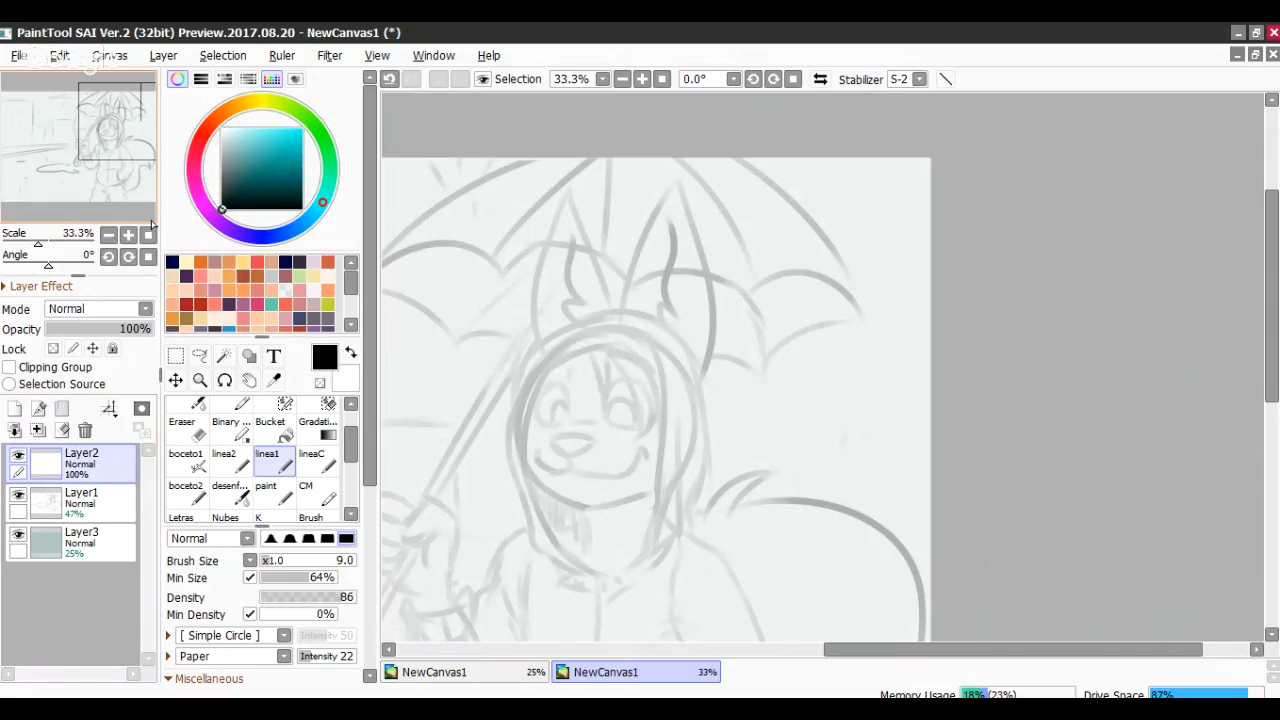 PaintTool SAI Ver.2 (32bit) Preview.2017.08.20 - NewCanvas1 (*)
File Edit Canvas Layer Selection Ruler Filter View Window Help
Selection 33.3% 0.0° Stabilizer S-2
Scale 33.3%
Angle 0°
Layer Effect
Mode Normal
Opacity 100%
Lock
Clipping Group
Selection Source
Layer2
Normal
100%
Layer1
Normal
47%
Layer3
Normal
25%
T
Eraser Binary ... Bucket Gradati...
boceto1 linea2 linea1 lineaC
boceto2 desenf... paint CM
Letras Nubes K Brush
Normal
Brush Size x1.0 9.0
Min Size 64%
Density 86
Min Density 0%
[ Simple Circle ] Intensity 50
Paper Intensity 22
Miscellaneous
NewCanvas1 25% NewCanvas1 33%
Memory Usage 18% (23%) Drive Space 87%